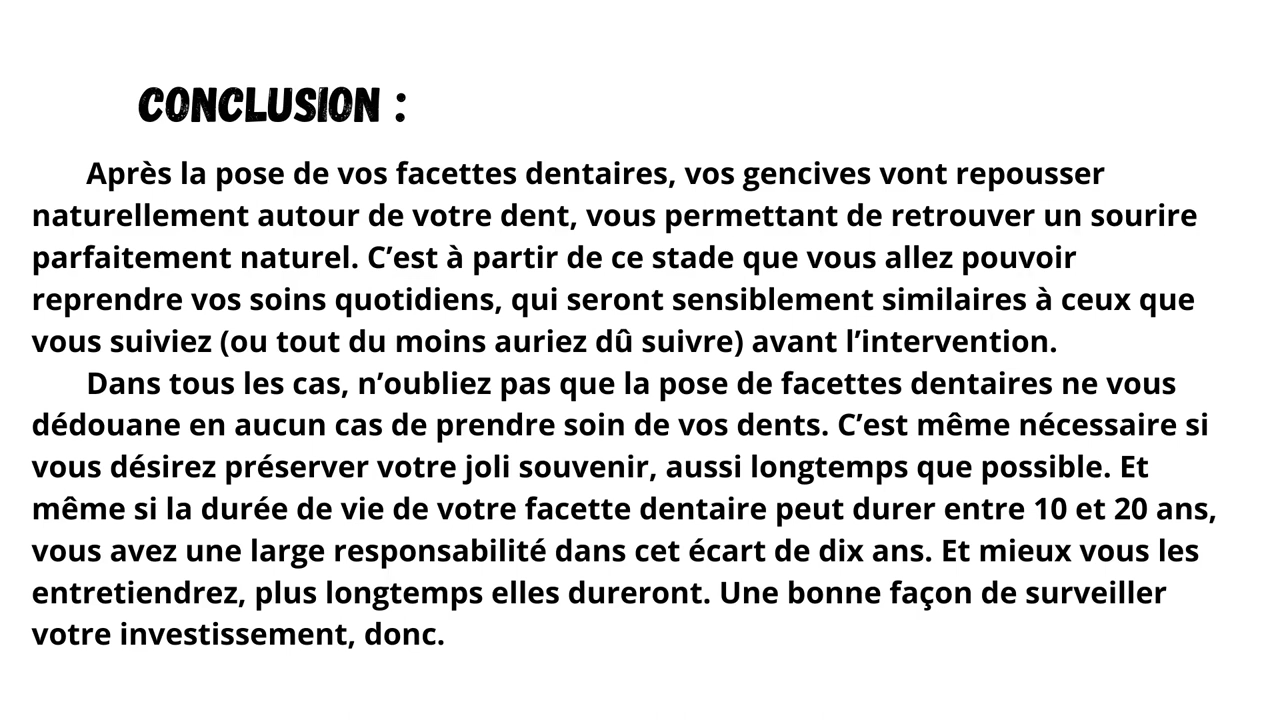 CONCLUSION :
Après la pose de vos facettes dentaires, vos gencives vont repousser
naturellement autour de votre dent, vous permettant de retrouver un sourire
parfaitement naturel. C’est à partir de ce stade que vous allez pouvoir
reprendre vos soins quotidiens, qui seront sensiblement similaires à ceux que
vous suiviez (ou tout du moins auriez dû suivre) avant l’intervention.
Dans tous les cas, n’oubliez pas que la pose de facettes dentaires ne vous
dédouane en aucun cas de prendre soin de vos dents. C’est même nécessaire si
vous désirez préserver votre joli souvenir, aussi longtemps que possible. Et
même si la durée de vie de votre facette dentaire peut durer entre 10 et 20 ans,
vous avez une large responsabilité dans cet écart de dix ans. Et mieux vous les
entretiendrez, plus longtemps elles dureront. Une bonne façon de surveiller
votre investissement, donc.